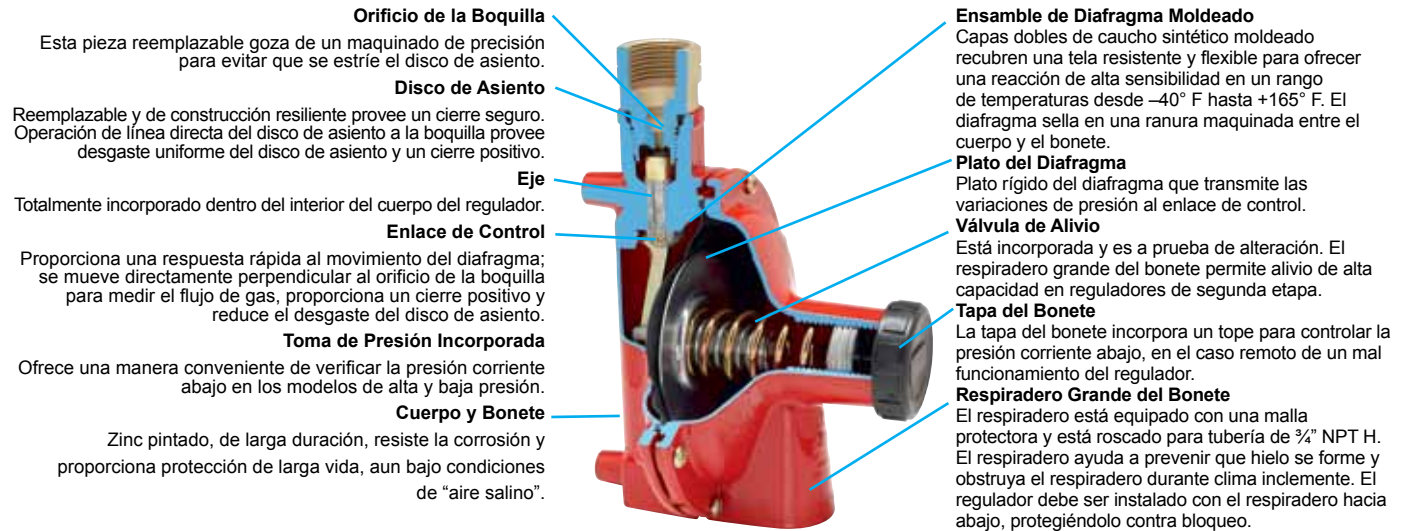 Orificio de la Boquilla
Esta pieza reemplazable goza de un maquinado de precisión
para evitar que se estríe el disco de asiento.
Disco de Asiento
Reemplazable y de construcción resiliente provee un cierre seguro.
Operación de línea directa del disco de asiento a la boquilla provee
desgaste uniforme del disco de asiento y un cierre positivo.
Eje
Totalmente incorporado dentro del interior del cuerpo del regulador.
Enlace de Control
Proporciona una respuesta rápida al movimiento del diafragma;
se mueve directamente perpendicular al orificio de la boquilla
para medir el flujo de gas, proporciona un cierre positivo y
reduce el desgaste del disco de asiento.
Toma de Presión Incorporada
Ofrece una manera conveniente de verificar la presión corriente
abajo en los modelos de alta y baja presión.
Cuerpo y Bonete
Zinc pintado, de larga duración, resiste la corrosión y
proporciona protección de larga vida, aun bajo condiciones
de “aire salino”.
Ensamble de Diafragma Moldeado
Capas dobles de caucho sintético moldeado
recubren una tela resistente y flexible para ofrecer
una reacción de alta sensibilidad en un rango
de temperaturas desde –40° F hasta +165° F. El
diafragma sella en una ranura maquinada entre el
cuerpo y el bonete.
Plato del Diafragma
Plato rígido del diafragma que transmite las
variaciones de presión al enlace de control.
Válvula de Alivio
Está incorporada y es a prueba de alteración. El
respiradero grande del bonete permite alivio de alta
capacidad en reguladores de segunda etapa.
Tapa del Bonete
La tapa del bonete incorpora un tope para controlar la
presión corriente abajo, en el caso remoto de un mal
funcionamiento del regulador.
Respiradero Grande del Bonete
El respiradero está equipado con una malla
protectora y está roscado para tubería de ¾” NPT H.
El respiradero ayuda a prevenir que hielo se forme y
obstruya el respiradero durante clima inclemente. El
regulador debe ser instalado con el respiradero hacia
abajo, protegiéndolo contra bloqueo.